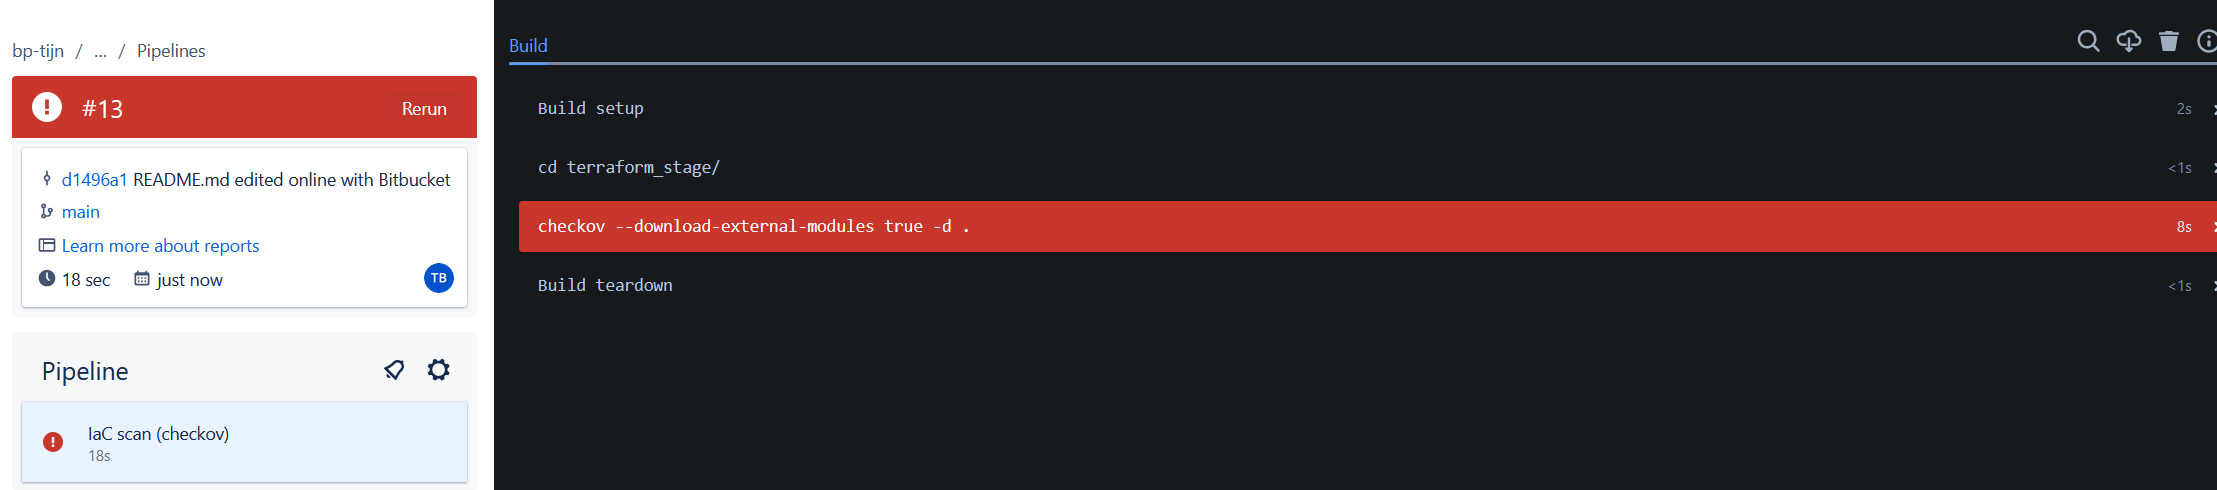 bp-tijn / ... / Pipelines
#13 Rerun
d1496a1 README.md edited online with Bitbucket
main
Learn more about reports
18 sec just now TB
Pipeline
IaC scan (checkov)
18s
Build
Build setup 2s
cd terraform_stage/ <1s
checkov --download-external-modules true -d . 8s
Build teardown <1s